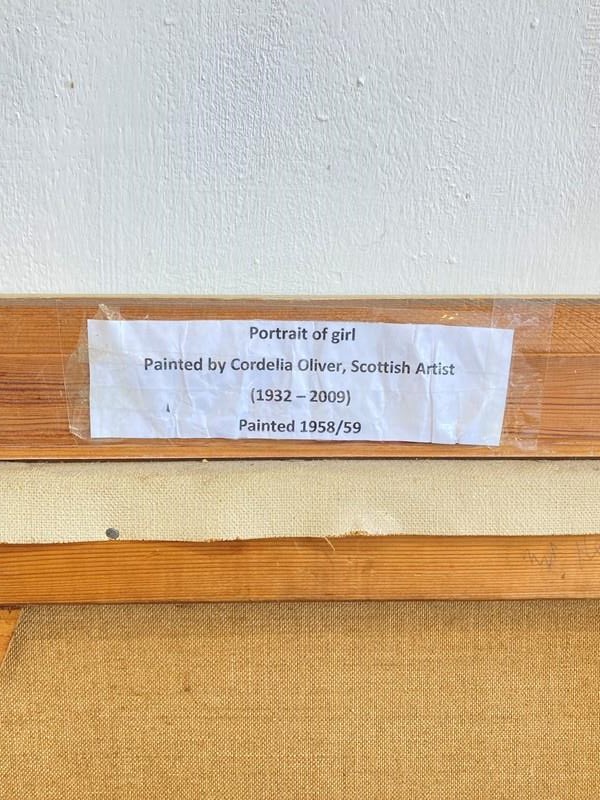 Portrait of girl
Painted by Cordelia Oliver, Scottish Artist
(1932 – 2009)
Painted 1958/59